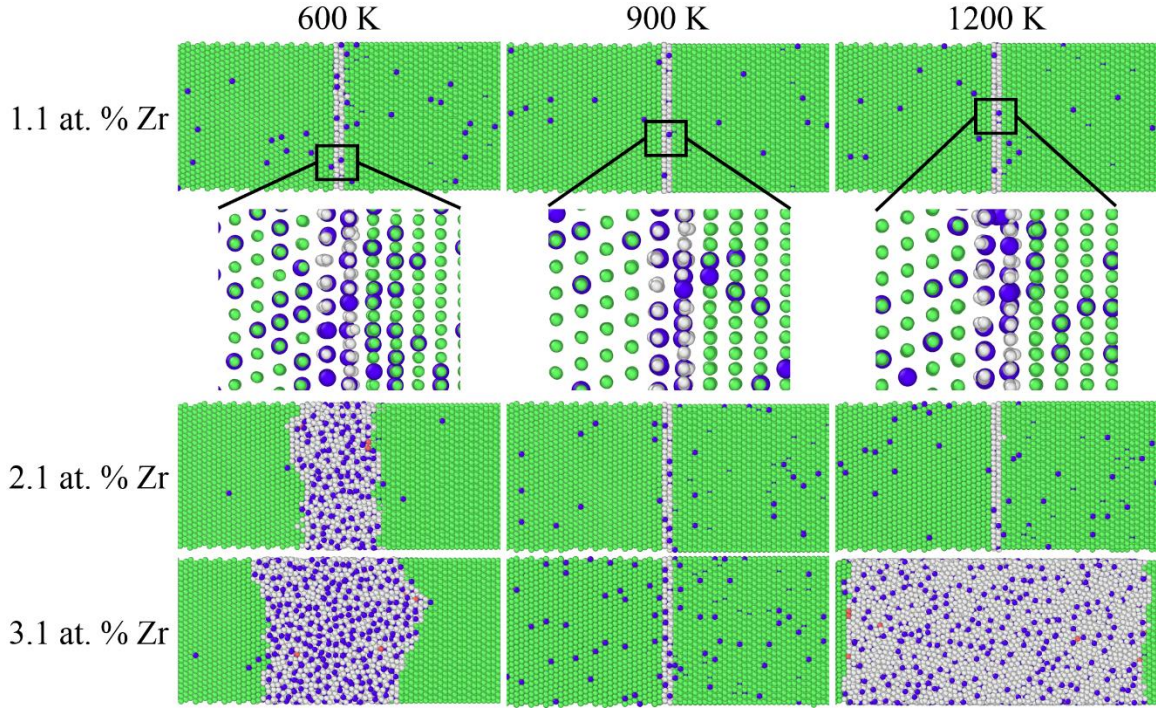 600 K
900 K
1200 K
1.1 at. % Zr
2.1 at. % Zr
3.1 at. % Zr